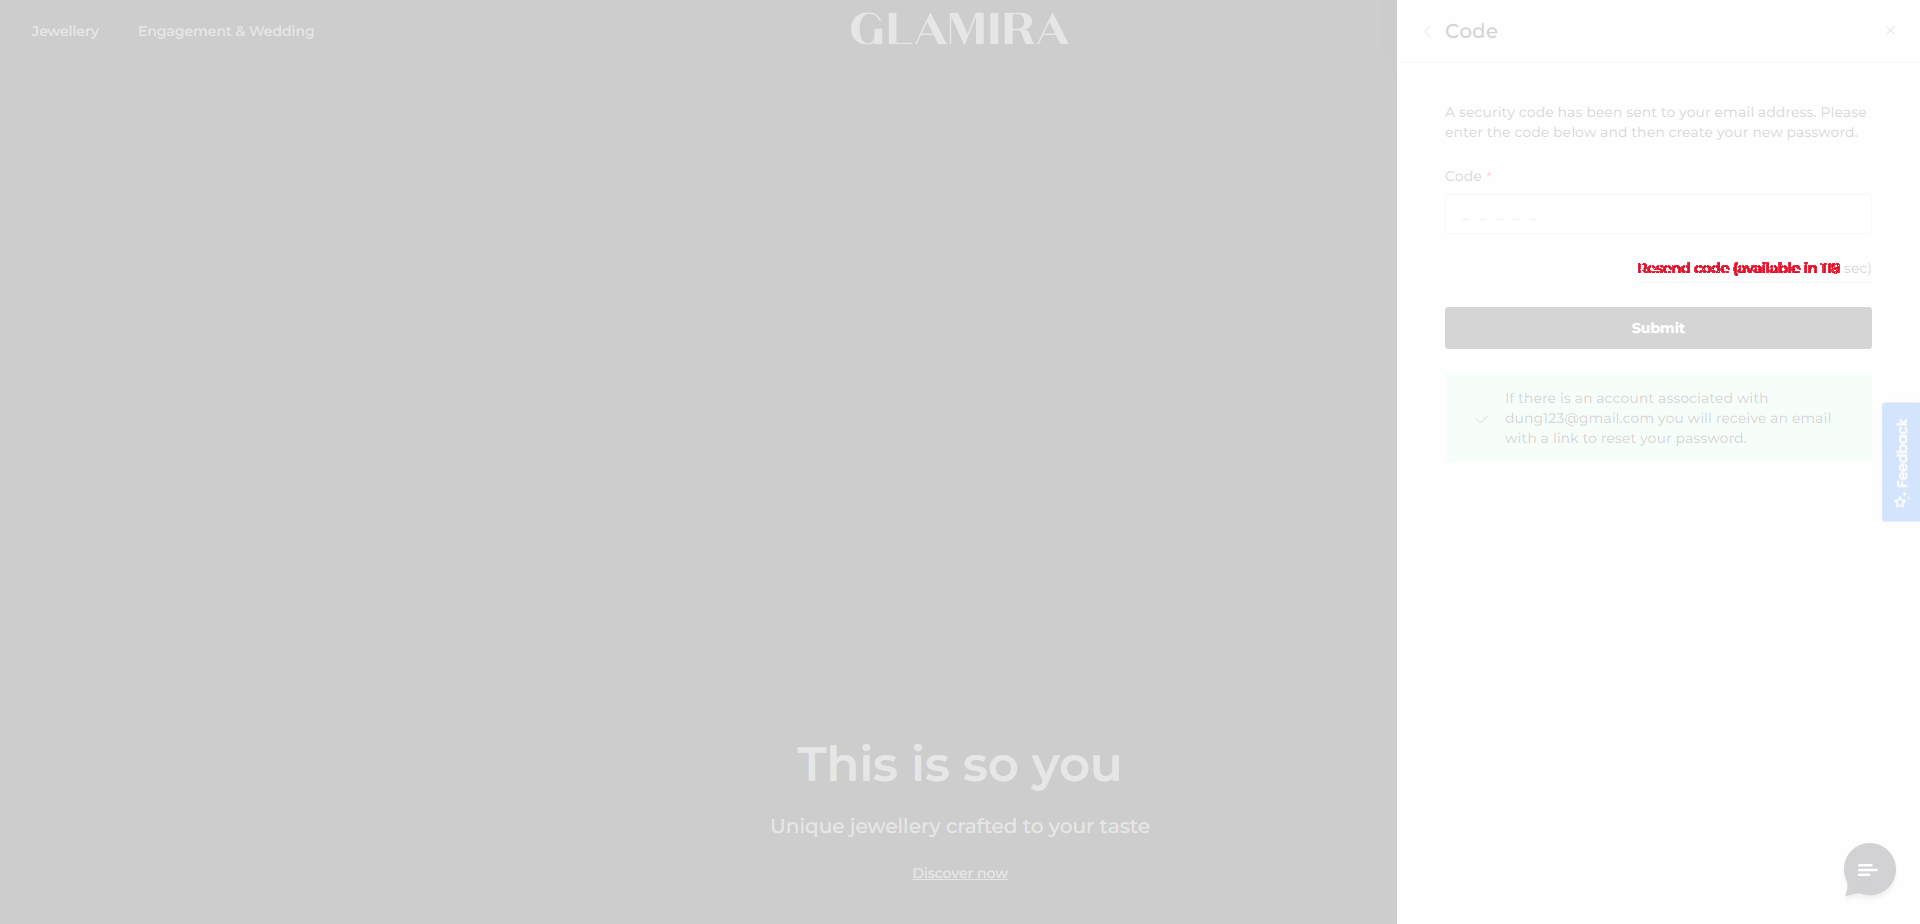 Jewellery
Engagement & Wedding
GLAMIRA
Code
A security code has been sent to your email address. Please
enter the code below and then create your new password.
Code *
_ _ _ _ _
Resend code (available in sec)
Submit
If there is an account associated with
dung123@gmail.com you will receive an email
with a link to reset your password.
Feedback
This is so you
Unique jewellery crafted to your taste
Discover now